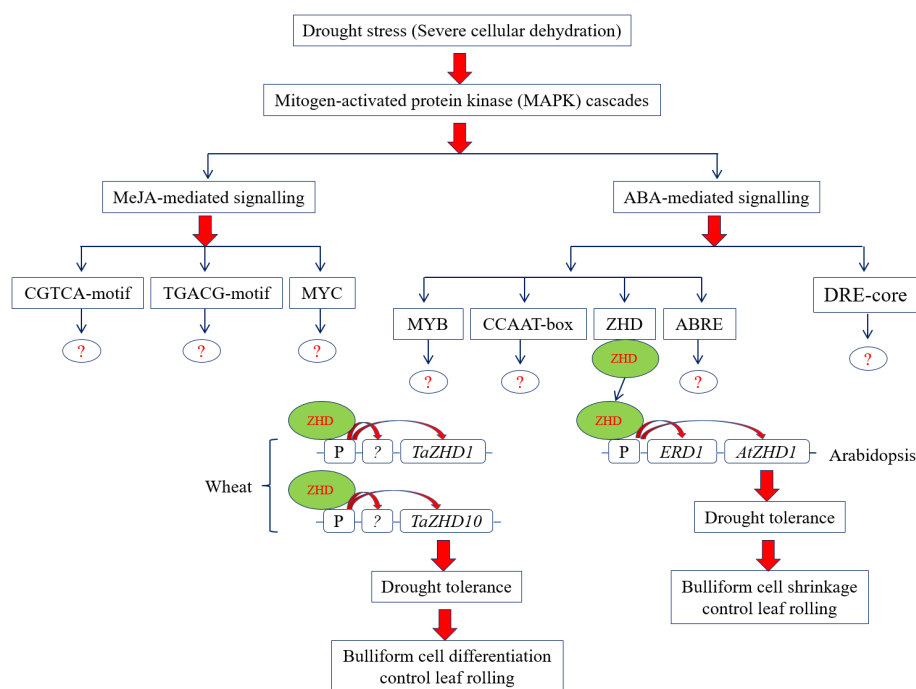 Drought stress (Severe cellular dehydration)
Mitogen-activated protein kinase (MAPK) cascades
MeJA-mediated signalling
ABA-mediated signalling
CGTCA-motif
TGACG-motif
MYC
?
?
?
MYB
CCAAT-box
ZHD
ABRE
DRE-core
?
?
ZHD
?
?
Wheat
ZHD
P
?
TaZHD1
ZHD
P
?
TaZHD10
Drought tolerance
Bulliform cell differentiation
control leaf rolling
ZHD
P
ERD1
AtZHD1
Arabidopsis
Drought tolerance
Bulliform cell shrinkage
control leaf rolling